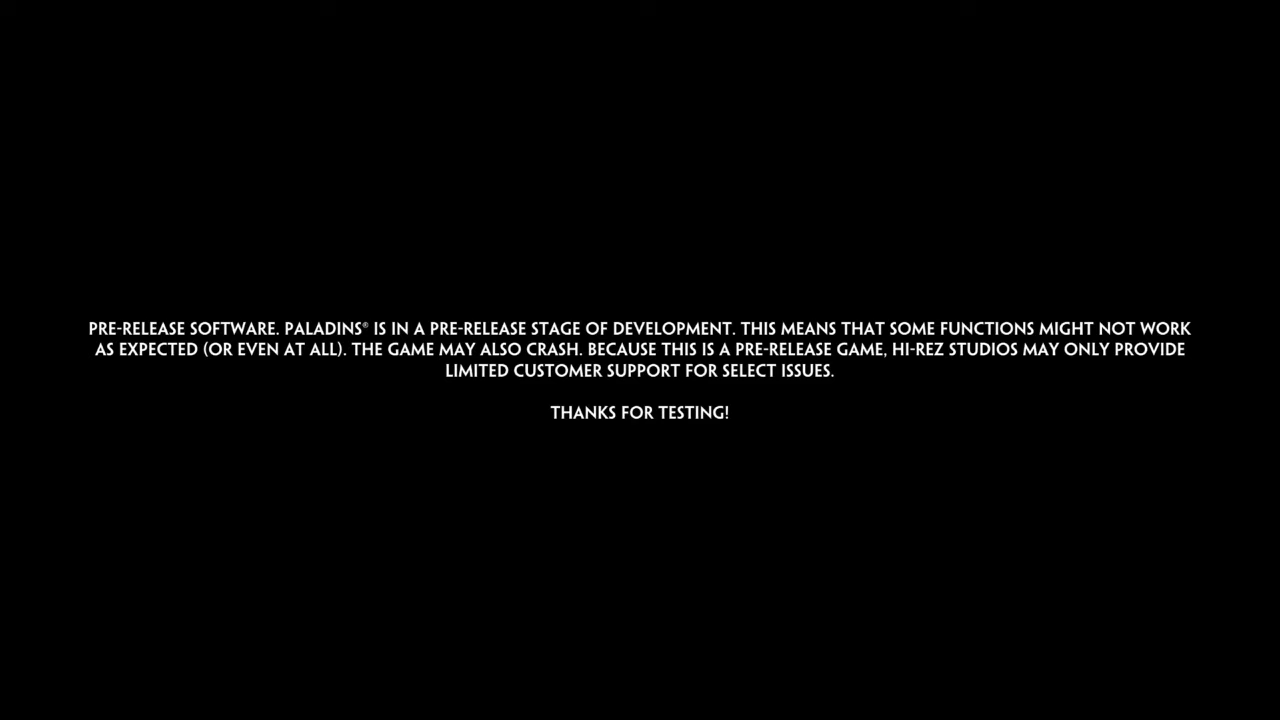 PRE-RELEASE SOFTWARE. PALADINS® IS IN A PRE-RELEASE STAGE OF DEVELOPMENT. THIS MEANS THAT SOME FUNCTIONS MIGHT NOT WORK
AS EXPECTED (OR EVEN AT ALL). THE GAME MAY ALSO CRASH. BECAUSE THIS IS A PRE-RELEASE GAME, HI-REZ STUDIOS MAY ONLY PROVIDE
LIMITED CUSTOMER SUPPORT FOR SELECT ISSUES.
THANKS FOR TESTING!